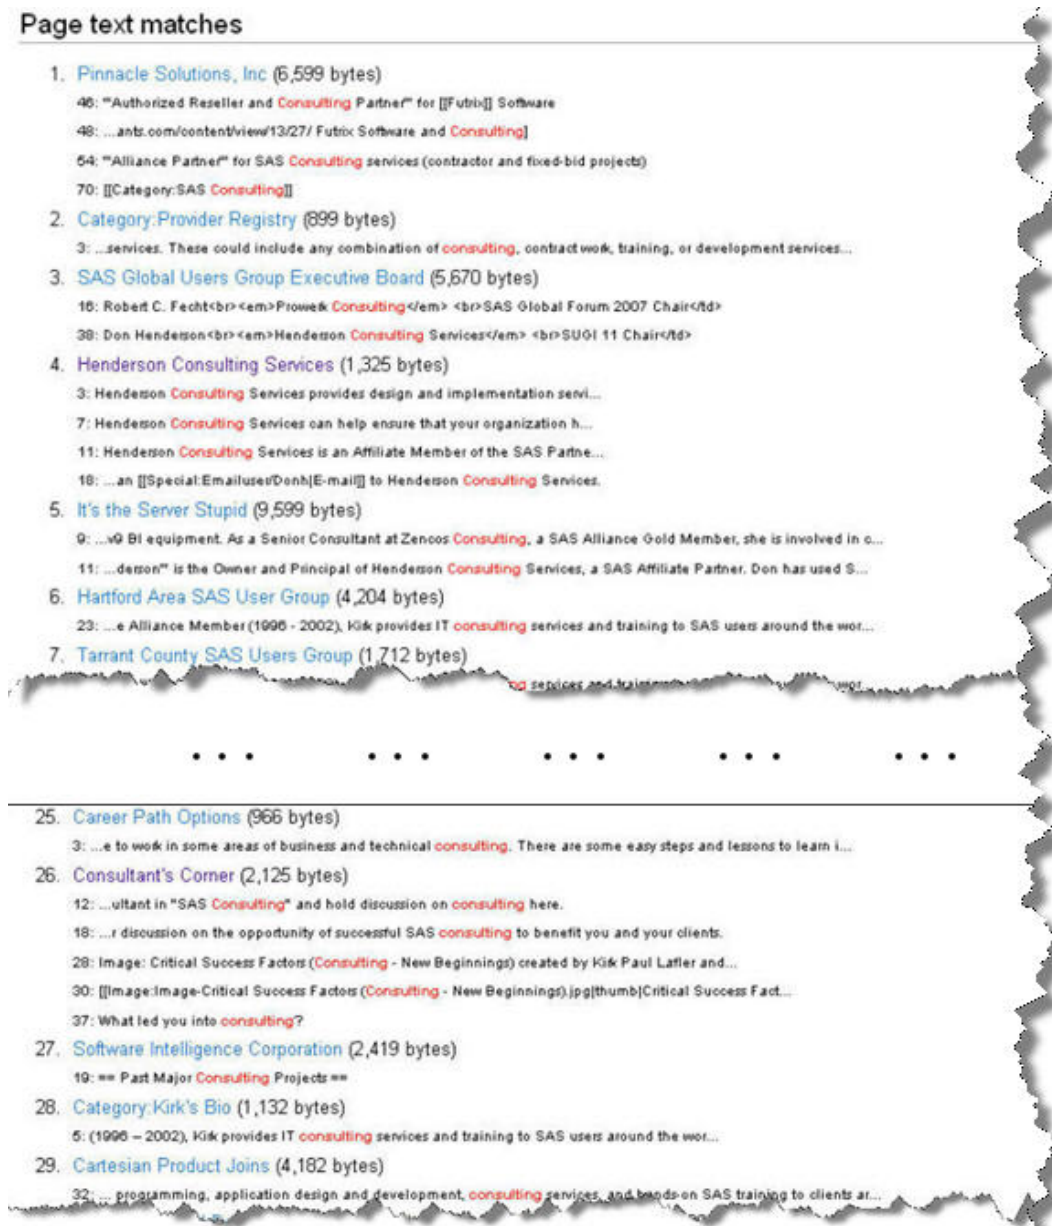 Page text matches
1. Pinnacle Solutions, Inc (6,599 bytes)
46: '''Authorized Reseller and Consulting Partner''' for [[Futrix]] Software
48: ...ants.com/content/view/13/27/ Futrix Software and Consulting]
54: '''Alliance Partner''' for SAS Consulting services (contractor and fixed-bid projects)
70: [[Category:SAS Consulting]]
2. Category:Provider Registry (899 bytes)
3: ...services. These could include any combination of consulting, contract work, training, or development services...
3. SAS Global Users Group Executive Board (5,670 bytes)
16: Robert C. Fecht<br><em>Prowerk Consulting</em> <br>SAS Global Forum 2007 Chair</td>
38: Don Henderson<br><em>Henderson Consulting Services</em> <br>SUGI 11 Chair</td>
4. Henderson Consulting Services (1,325 bytes)
3: Henderson Consulting Services provides design and implementation servi...
7: Henderson Consulting Services can help ensure that your organization h...
11: Henderson Consulting Services is an Affiliate Member of the SAS Partne...
18: ...an [[Special:Emailuser/Donh|E-mail]] to Henderson Consulting Services.
5. It's the Server Stupid (9,599 bytes)
9: ...v9 BI equipment. As a Senior Consultant at Zencos Consulting, a SAS Alliance Gold Member, she is involved in c...
11: ...derson''' is the Owner and Principal of Henderson Consulting Services, a SAS Affiliate Partner. Don has used S...
6. Hartford Area SAS User Group (4,204 bytes)
23: ...e Alliance Member (1996 - 2002), Kirk provides IT consulting services and training to SAS users around the wor...
7. Tarrant County SAS Users Group (1,712 bytes)
services and training wor...
• • • • • • • • • • • • • • •
25. Career Path Options (966 bytes)
3: ...e to work in some areas of business and technical consulting. There are some easy steps and lessons to learn i...
26. Consultant's Corner (2,125 bytes)
12: ...ultant in "SAS Consulting" and hold discussion on consulting here.
18: ...r discussion on the opportunity of successful SAS consulting to benefit you and your clients.
28: Image: Critical Success Factors (Consulting - New Beginnings) created by Kirk Paul Lafler and...
30: [[Image:Image-Critical Success Factors (Consulting - New Beginnings).jpg|thumb|Critical Success Fact...
37: What led you into consulting?
27. Software Intelligence Corporation (2,419 bytes)
19: == Past Major Consulting Projects ==
28. Category:Kirk's Bio (1,132 bytes)
5: (1996 – 2002), Kirk provides IT consulting services and training to SAS users around the wor...
29. Cartesian Product Joins (4,182 bytes)
32: ... programming, application design and development, consulting services, and hands-on SAS training to clients ar...